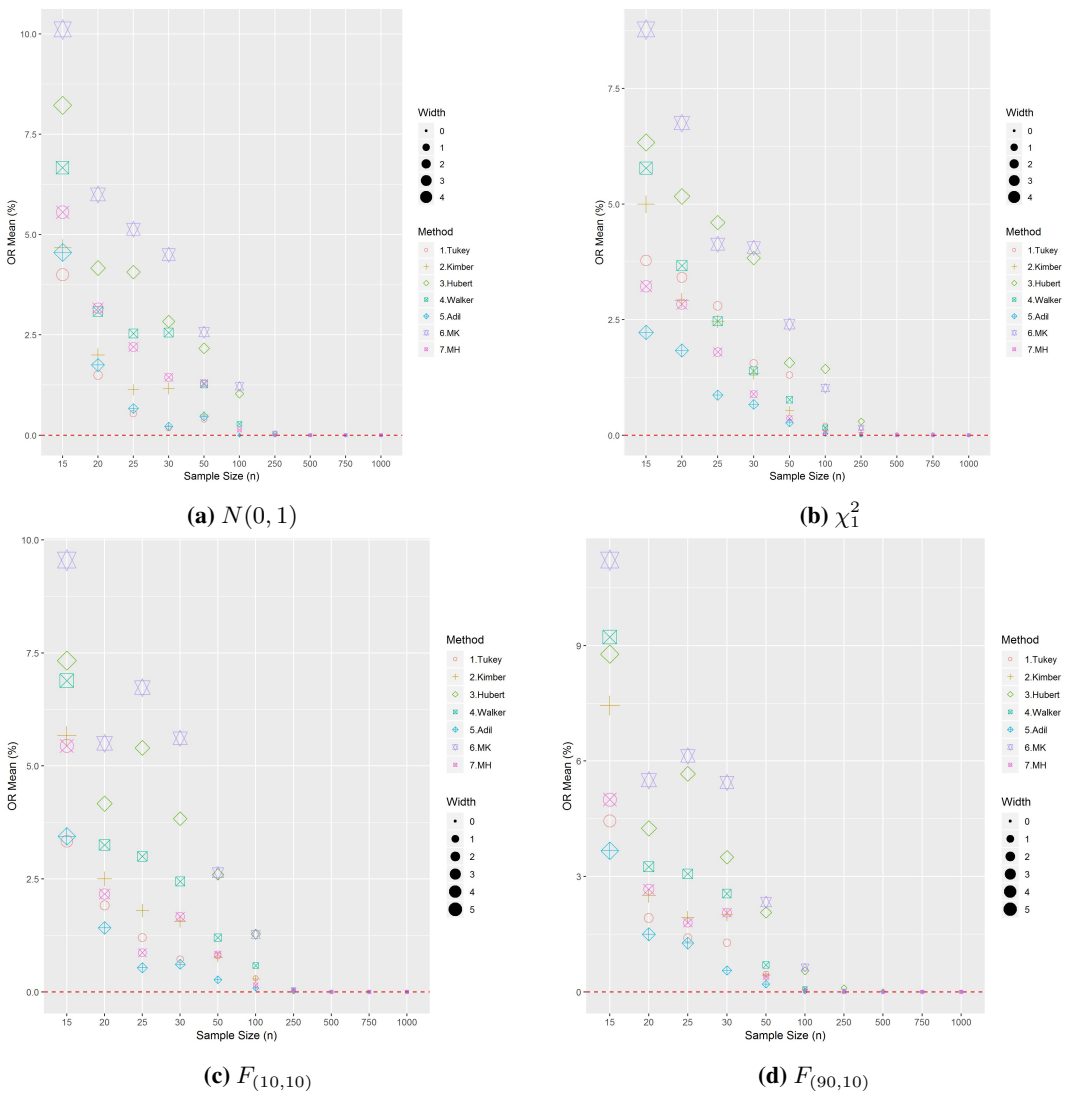 10.0
7.5
5.0
2.5
0.0
OR Mean (%)
15 20 25 30 50 100 250 500 750 1000
Sample Size (n)
Width
0
1
2
3
4
Method
1.Tukey
2.Kimber
3.Hubert
4.Walker
5.Adil
6.MK
7.MH
(a) N(0, 1)
7.5
5.0
2.5
0.0
OR Mean (%)
15 20 25 30 50 100 250 500 750 1000
Sample Size (n)
Width
0
1
2
3
4
Method
1.Tukey
2.Kimber
3.Hubert
4.Walker
5.Adil
6.MK
7.MH
(b) χ₁²
10.0
7.5
5.0
2.5
0.0
OR Mean (%)
15 20 25 30 50 100 250 500 750 1000
Sample Size (n)
Method
1.Tukey
2.Kimber
3.Hubert
4.Walker
5.Adil
6.MK
7.MH
Width
0
1
2
3
4
5
(c) F₍₁₀,₁₀₎
9
6
3
0
OR Mean (%)
15 20 25 30 50 100 250 500 750 1000
Sample Size (n)
Method
1.Tukey
2.Kimber
3.Hubert
4.Walker
5.Adil
6.MK
7.MH
Width
0
1
2
3
4
5
(d) F₍₉₀,₁₀₎